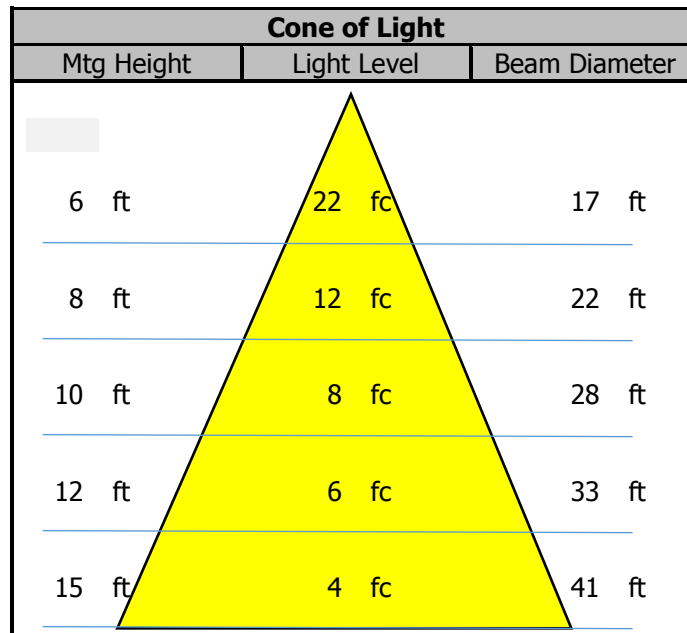 Cone of Light
Mtg Height Light Level Beam Diameter
6 ft 22 fc 17 ft
8 ft 12 fc 22 ft
10 ft 8 fc 28 ft
12 ft 6 fc 33 ft
15 ft 4 fc 41 ft